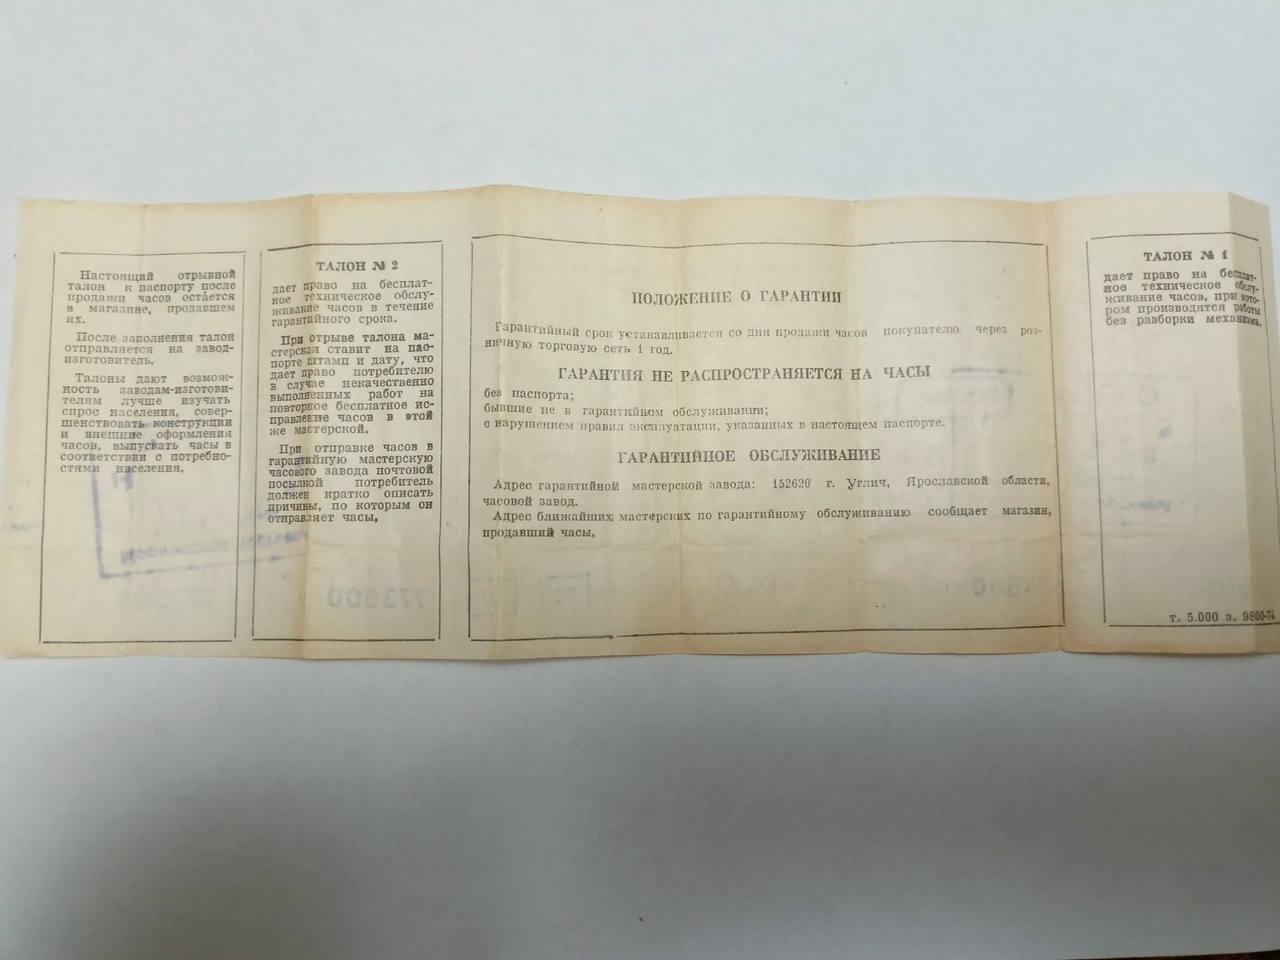 Настоящий отрывной
талон к паспорту после
продажи часов остается
в магазине, продавшем
их.
После заполнения талон
отправляется на завод-
изготовитель.
Талоны дают возмож-
ность заводам-изготови-
телям лучше изучать
спрос населения, совер-
шенствовать конструкции
и внешние оформления
часов, выпускать часы в
соответствии с потребно-
стями населения.
ТАЛОН № 2
дает право на бесплат-
ное техническое обслу-
живание часов в течение
гарантийного срока.
При отрыве талона ма-
стерская ставит на пас-
порте штамп и дату, что
дает право потребителю
в случае некачественно
выполненных работ на
повторное бесплатное ис-
правление часов в этой
же мастерской.
При отправке часов в
гарантийную мастерскую
часового завода почтовой
посылкой потребитель
должен кратко описать
причины, по которым он
отправляет часы.
ПОЛОЖЕНИЕ О ГАРАНТИИ
Гарантийный срок устанавливается со дня продажи часов покупателю через роз-
ничную торговую сеть 1 год.
ГАРАНТИЯ НЕ РАСПРОСТРАНЯЕТСЯ НА ЧАСЫ
без паспорта;
бывшие не в гарантийном обслуживании;
с нарушением правил эксплуатации, указанных в настоящем паспорте.
ГАРАНТИЙНОЕ ОБСЛУЖИВАНИЕ
Адрес гарантийной мастерской завода: 152620 г. Углич, Ярославской области,
часовой завод.
Адрес ближайших мастерских по гарантийному обслуживанию сообщает магазин,
продавший часы.
ТАЛОН № 1
дает право на бесплат-
ное техническое обслу-
живание часов, при кото-
ром производятся работы
без разборки механизма.
т. 5.000 з. 9800-74